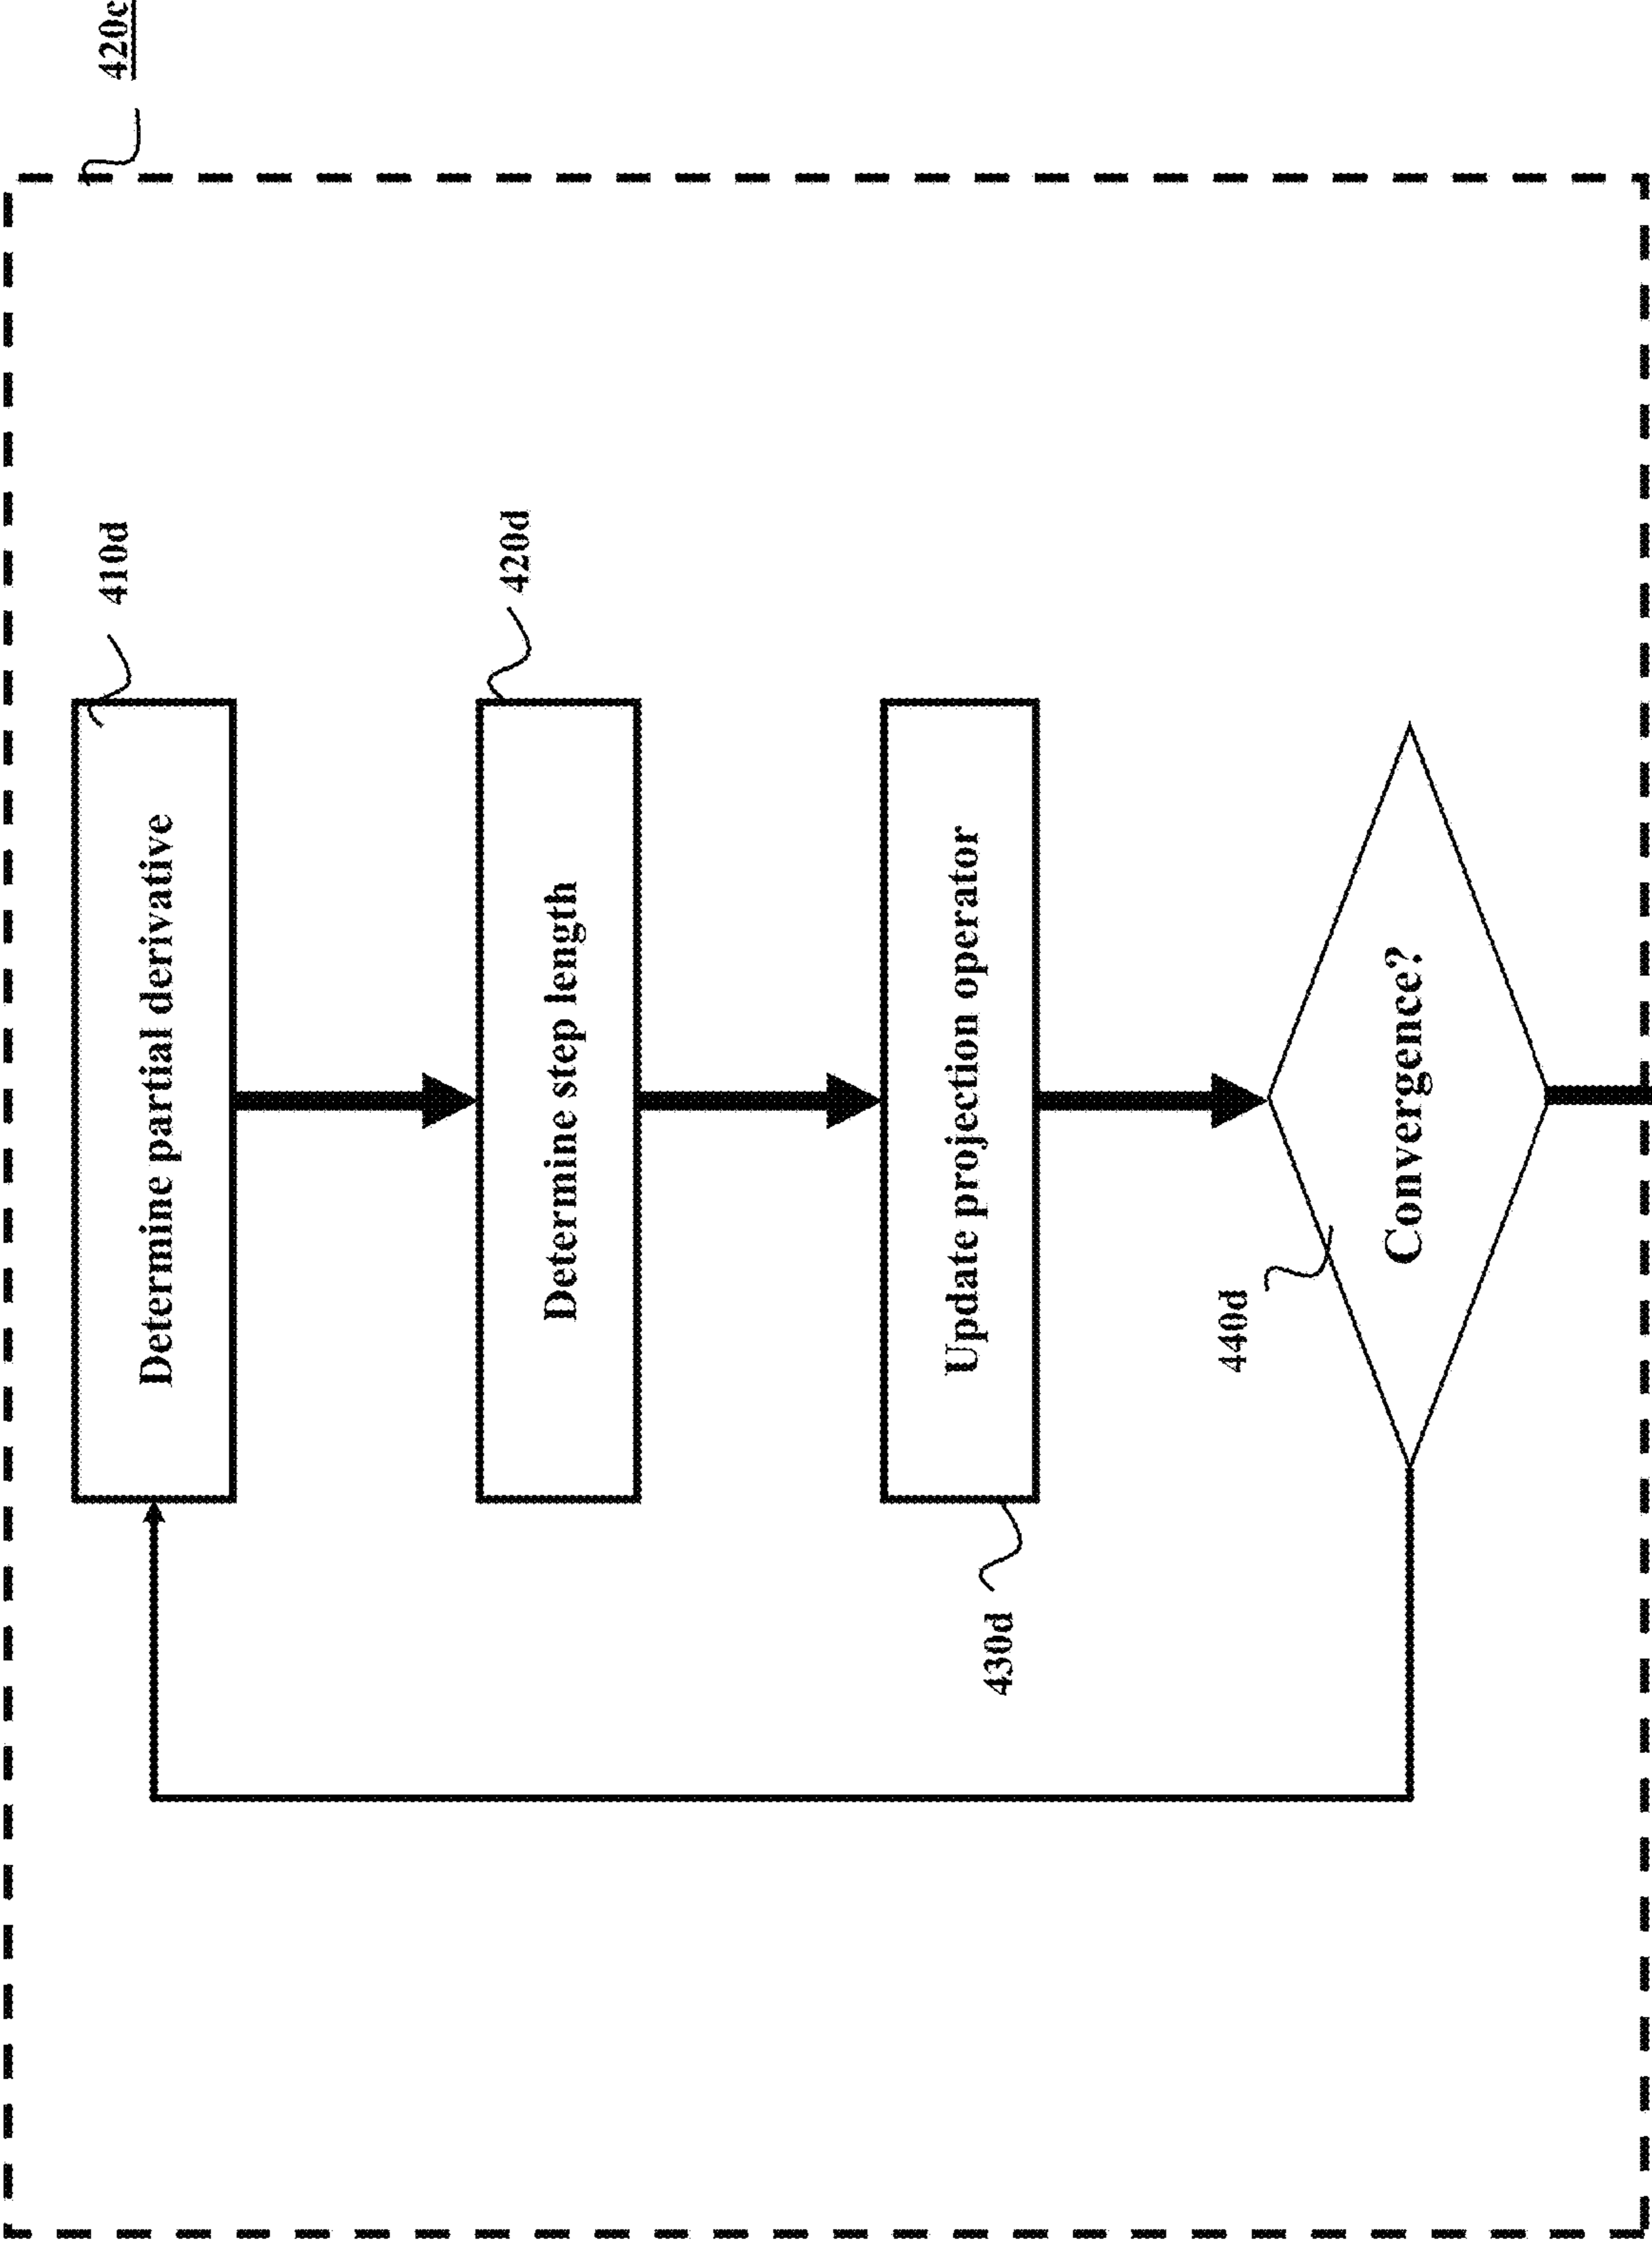 420c
410d
Determine partial derivative
420d
Determine step length
Update projection operator
430d
440d
Convergence?